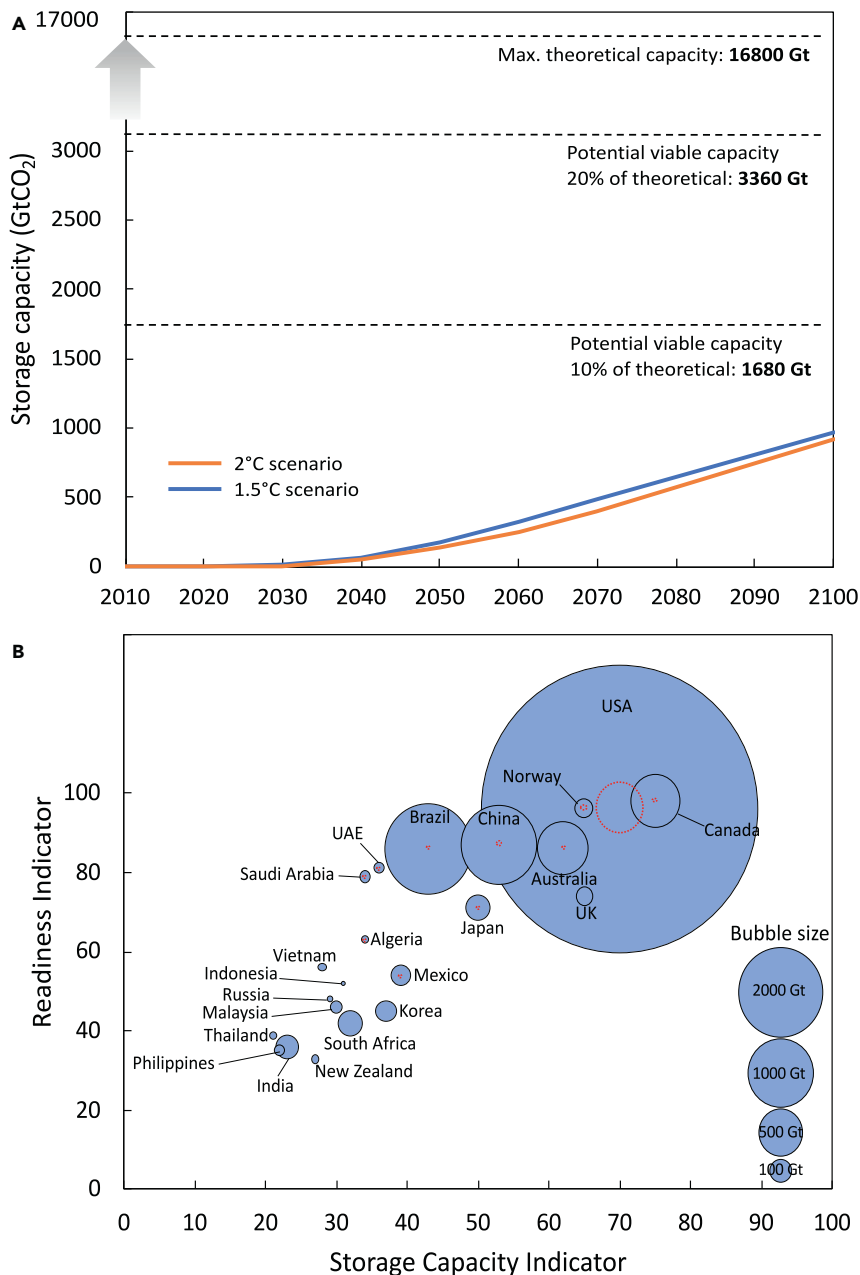 A
17000
Max. theoretical capacity: 16800 Gt
3000
Potential viable capacity
20% of theoretical: 3360 Gt
2500
2000
Potential viable capacity
10% of theoretical: 1680 Gt
1500
1000
500
0
Storage capacity (GtCO2)
2°C scenario
1.5°C scenario
2010 2020 2030 2040 2050 2060 2070 2080 2090 2100
B
USA
Norway
Canada
Brazil
China
UAE
Saudi Arabia
Australia
UK
Japan
Algeria
Vietnam
Indonesia
Mexico
Russia
Malaysia
Korea
Thailand
South Africa
Philippines
India
New Zealand
Bubble size
2000 Gt
1000 Gt
500 Gt
100 Gt
100
80
60
40
20
0
Readiness Indicator
0 10 20 30 40 50 60 70 80 90 100
Storage Capacity Indicator